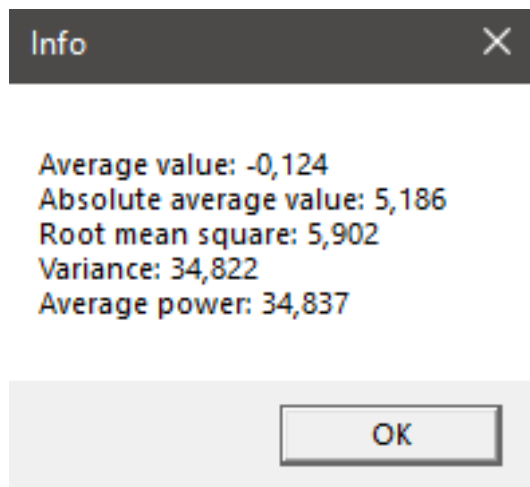 Info
Average value: -0,124
Absolute average value: 5,186
Root mean square: 5,902
Variance: 34,822
Average power: 34,837
OK